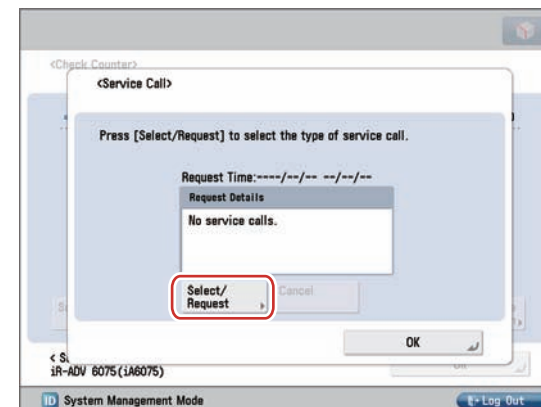 <Check Counter>
<Service Call>
Press [Select/Request] to select the type of service call.
Request Time:----/--/-- --/--/--
Request Details
No service calls.
Select/
Request
Cancel
OK
iR-ADV 6075(iA6075)
ID System Management Mode
Log Out